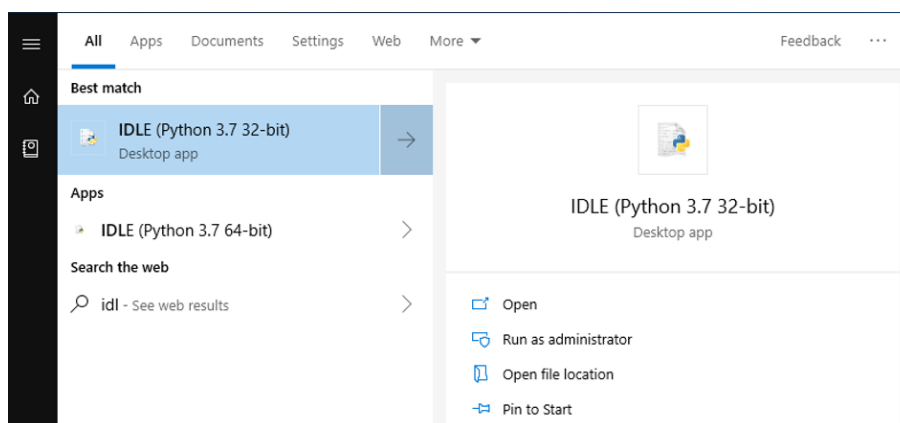 All Apps Documents Settings Web More Feedback ...
Best match
IDLE (Python 3.7 32-bit)
Desktop app
Apps
IDLE (Python 3.7 64-bit)
Search the web
idl - See web results
IDLE (Python 3.7 32-bit)
Desktop app
Open
Run as administrator
Open file location
Pin to Start